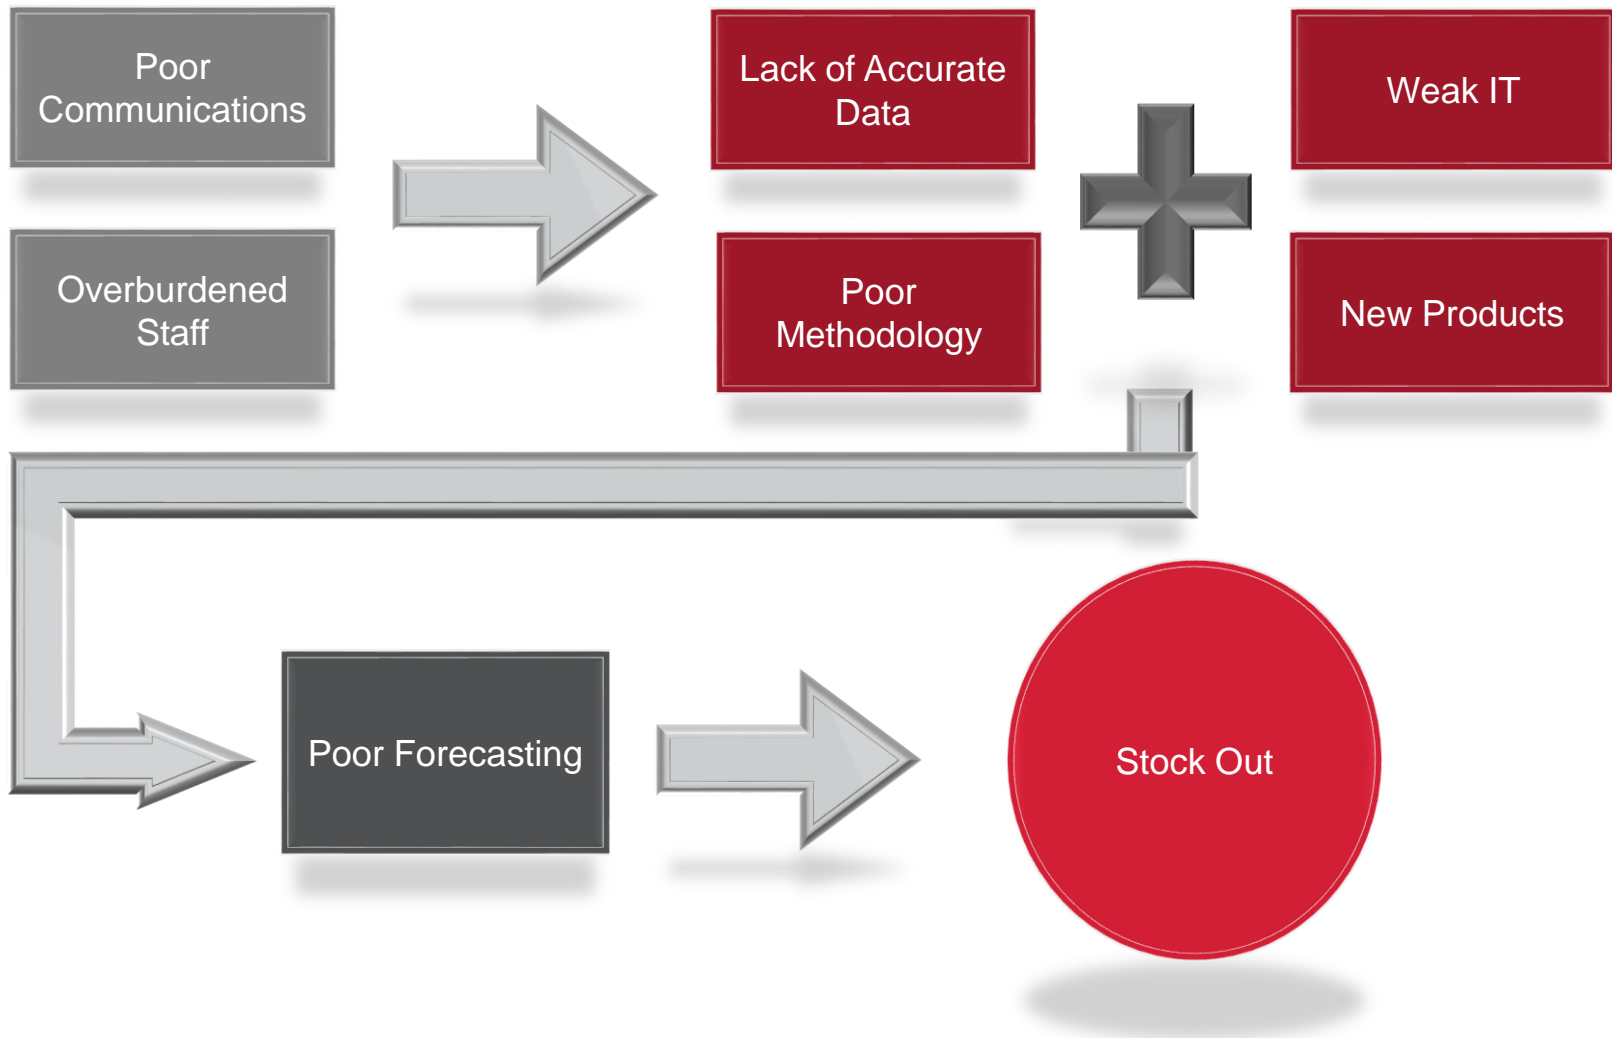 Poor
Communications
Lack of Accurate
Data
Weak IT
Overburdened
Staff
Poor
Methodology
New Products
Poor Forecasting
Stock Out